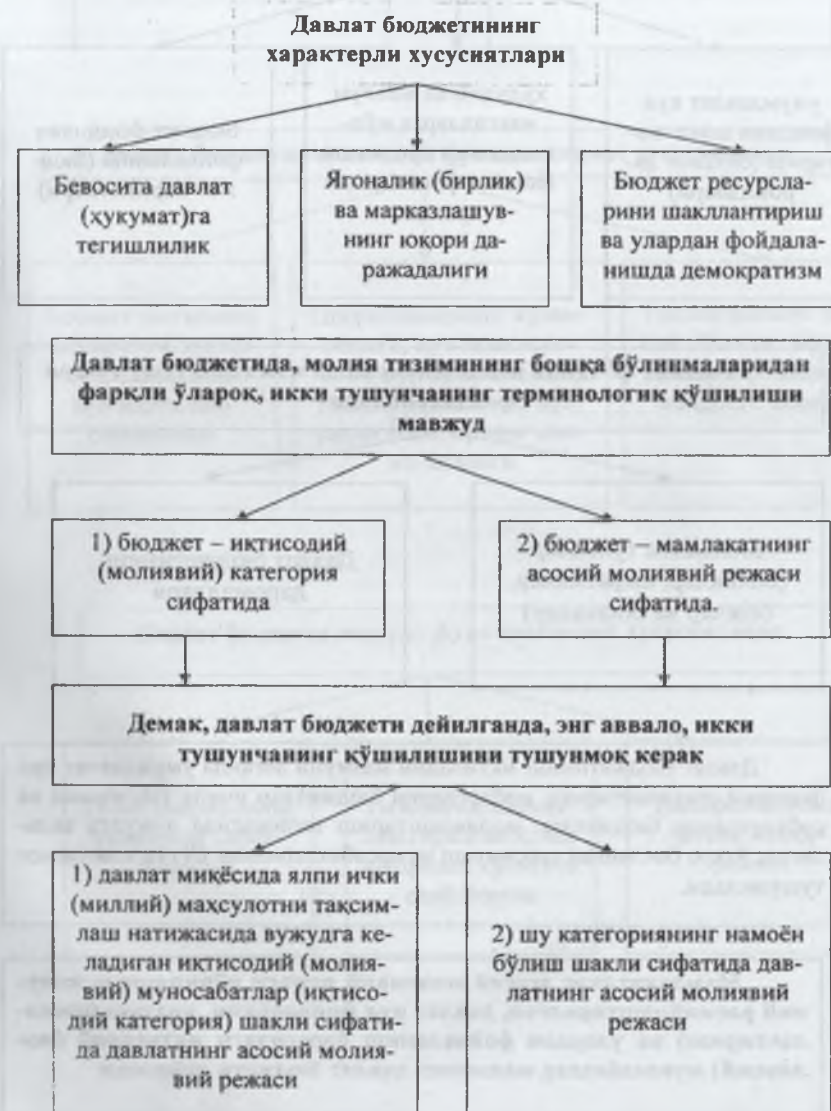 Давлат бюджетининг
характерли хусусиятлари
Бевосита давлат
(ҳукумат)га
тегишлилик
Ягоналик (бирлик)
ва марказлашув-
нинг юқори да-
ражадалиги
Бюджет ресурсла-
рини шакллантириш
ва улардан фойдала-
нишда демократизм
Давлат бюджетида, молия тизимининг бошқа бўлинмаларидан
фарқли ўлароқ, икки тушунчанинг терминологик қўшилиши
мавжуд
1) бюджет – иқтисодий
(молиявий) категория
сифатида
2) бюджет – мамлакатнинг
асосий молиявий режаси
сифатида.
Демак, давлат бюджети дейилганда, энг аввало, икки
тушунчанинг қўшилишини тушунмоқ керак
1) давлат миқёсида ялпи ички
(миллий) маҳсулотни тақсим-
лаш натижасида вужудга ке-
ладиган иқтисодий (молия-
вий) муносабатлар (иқтисо-
дий категория) шакли сифати-
да давлатнинг асосий молия-
вий режаси
2) шу категориянинг намоён
бўлиш шакли сифатида дав-
латнинг асосий молиявий
режаси